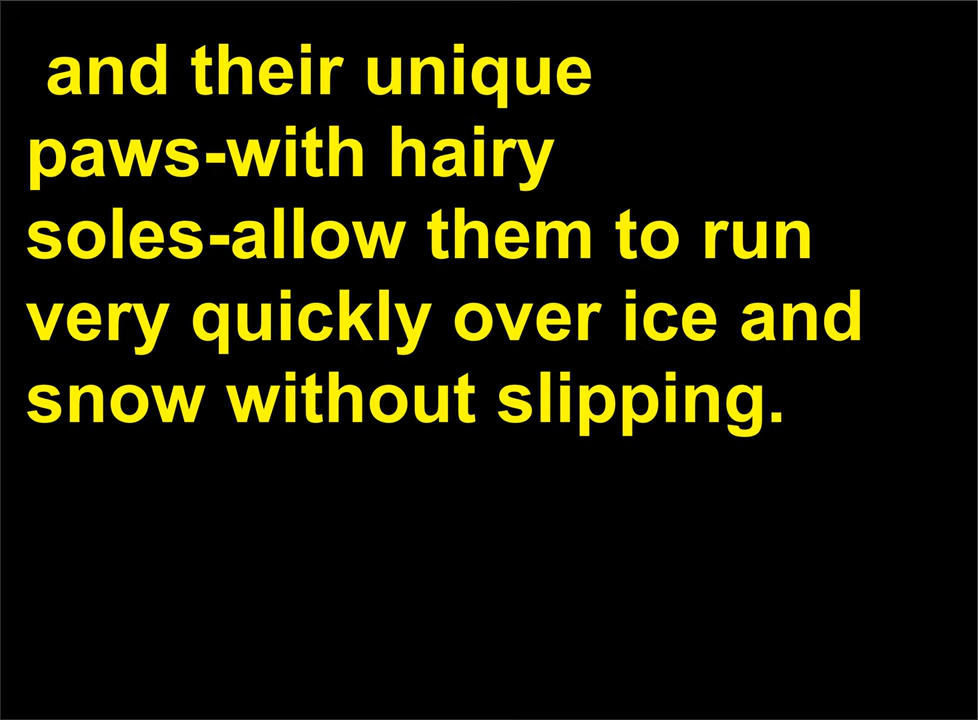 and their unique
paws-with hairy
soles-allow them to run
very quickly over ice and
snow without slipping.